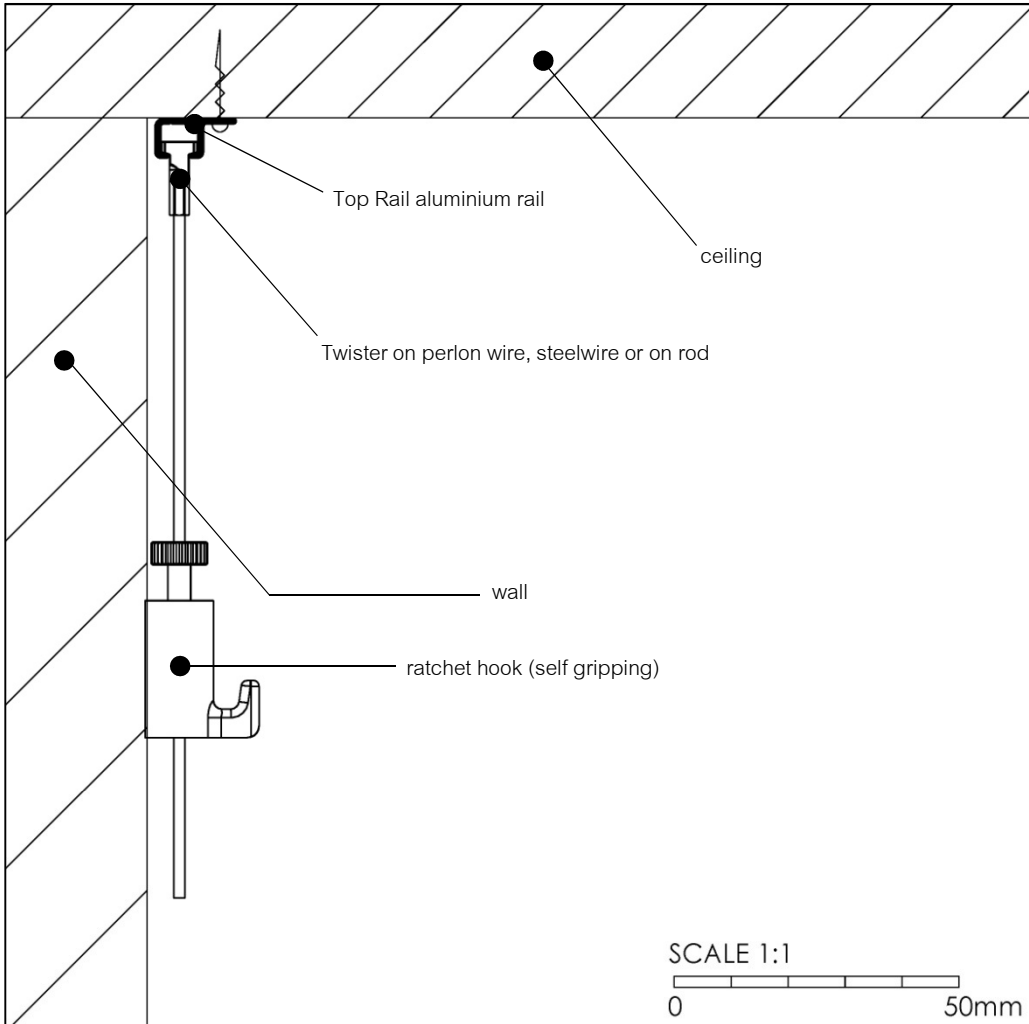 Top Rail aluminium rail
ceiling
Twister on perlon wire, steelwire or on rod
wall
ratchet hook (self gripping)
SCALE 1:1
0 50mm